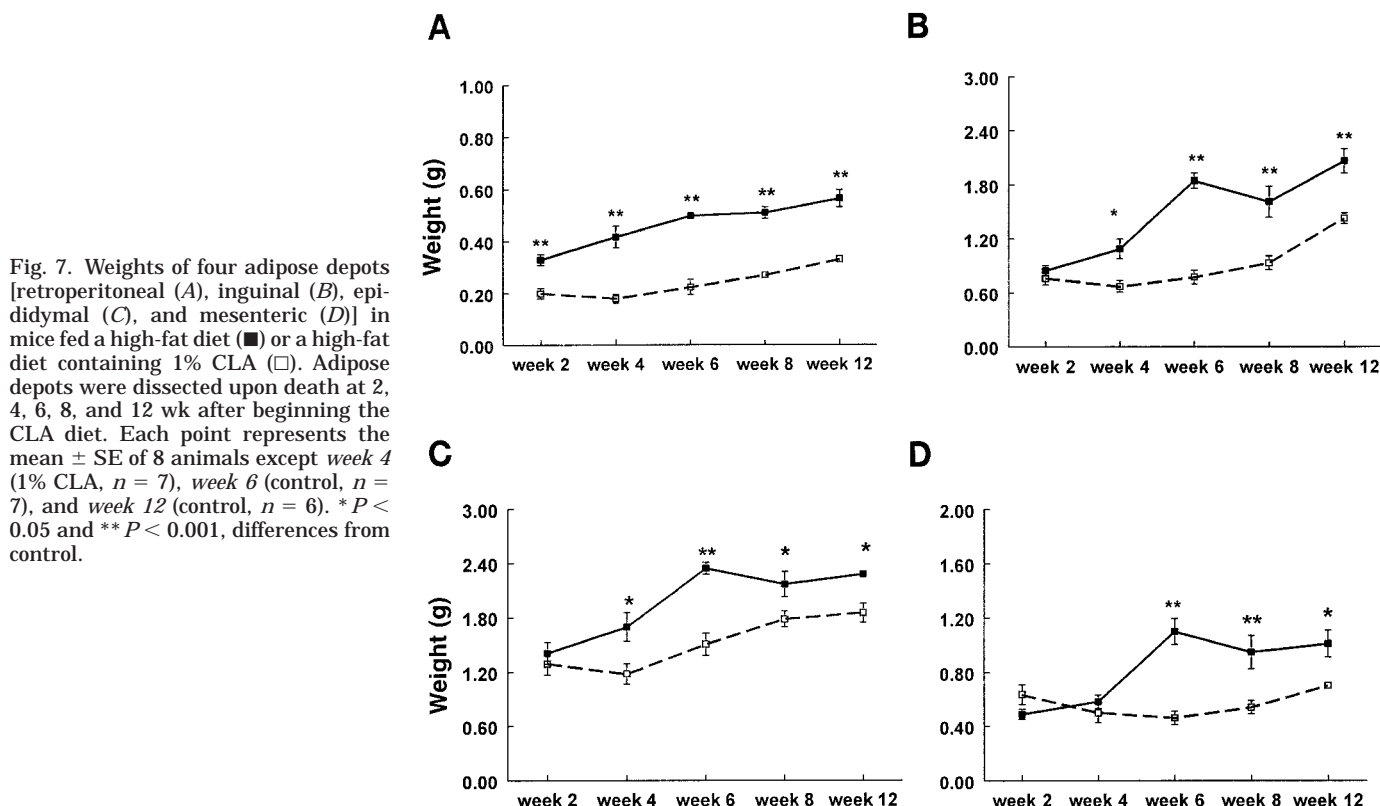 Fig. 7. Weights of four adipose depots
[retroperitoneal (A), inguinal (B), epi-
didymal (C), and mesenteric (D)] in
mice fed a high-fat diet (■) or a high-fat
diet containing 1% CLA (□). Adipose
depots were dissected upon death at 2,
4, 6, 8, and 12 wk after beginning the
CLA diet. Each point represents the
mean ± SE of 8 animals except week 4
(1% CLA, n = 7), week 6 (control, n =
7), and week 12 (control, n = 6). * P <
0.05 and ** P < 0.001, differences from
control.
A
Weight (g)
1.00
0.80
0.60
0.40
0.20
0.00
** ** ** ** **
week 2 week 4 week 6 week 8 week 12
B
3.00
2.40
1.80
1.20
0.60
0.00
* ** ** **
week 2 week 4 week 6 week 8 week 12
C
Weight (g)
3.00
2.40
1.80
1.20
0.60
0.00
* ** * *
week 2 week 4 week 6 week 8 week 12
D
2.00
1.60
1.20
0.80
0.40
0.00
** ** *
week 2 week 4 week 6 week 8 week 12